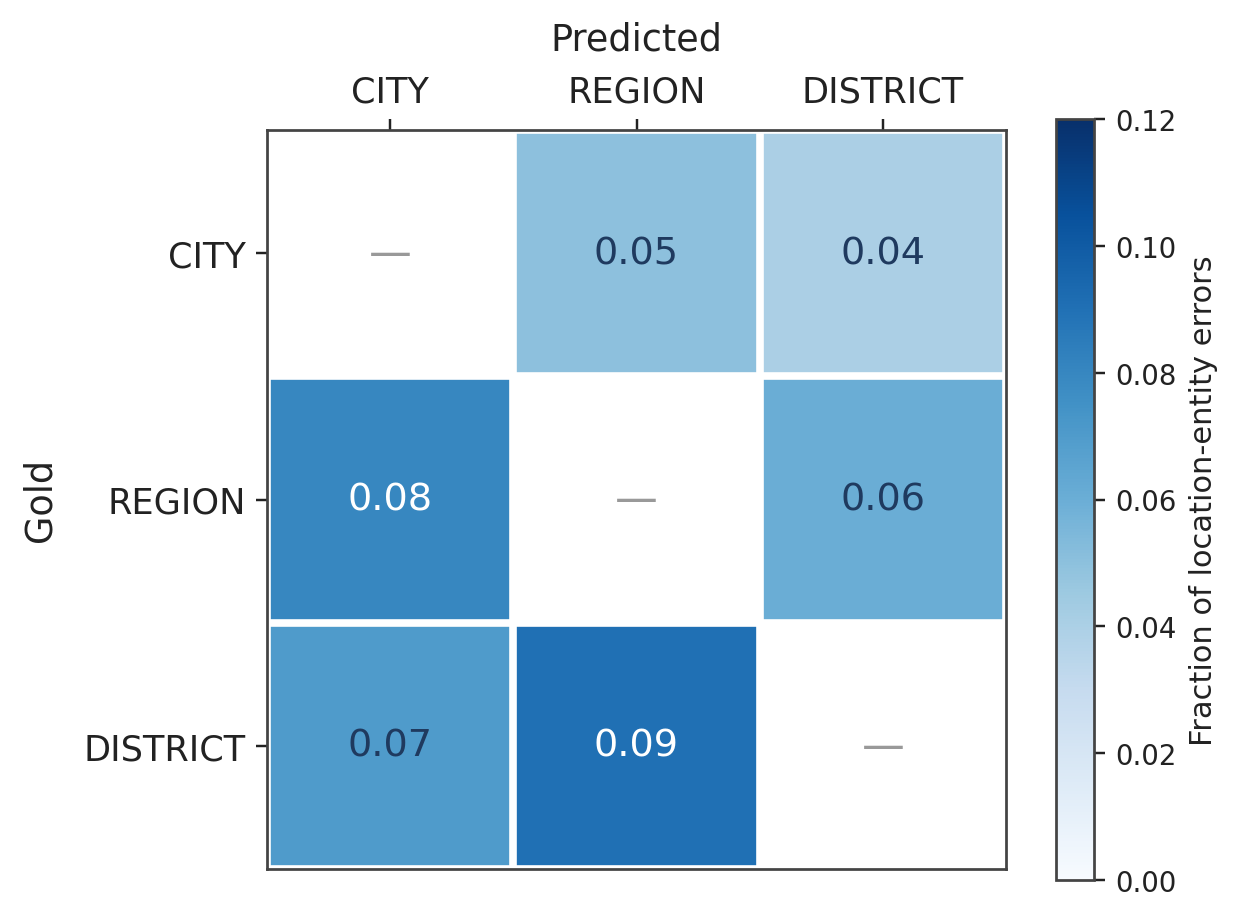 Predicted
CITY REGION DISTRICT
CITY — 0.05 0.04
REGION 0.08 — 0.06
DISTRICT 0.07 0.09 —
Gold
0.12
0.10
0.08
0.06
0.04
0.02
0.00
Fraction of location-entity errors